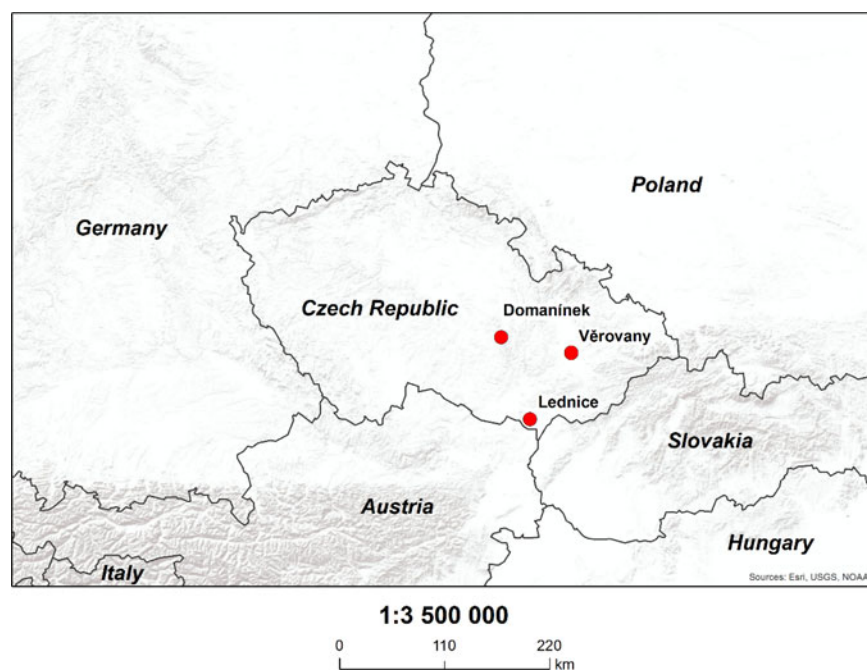 Poland
Germany
Czech Republic
Domanínek
Věrovany
Lednice
Slovakia
Austria
Hungary
Italy
Sources: Esri, USGS, NOAA
1:3 500 000
0 110 220
km